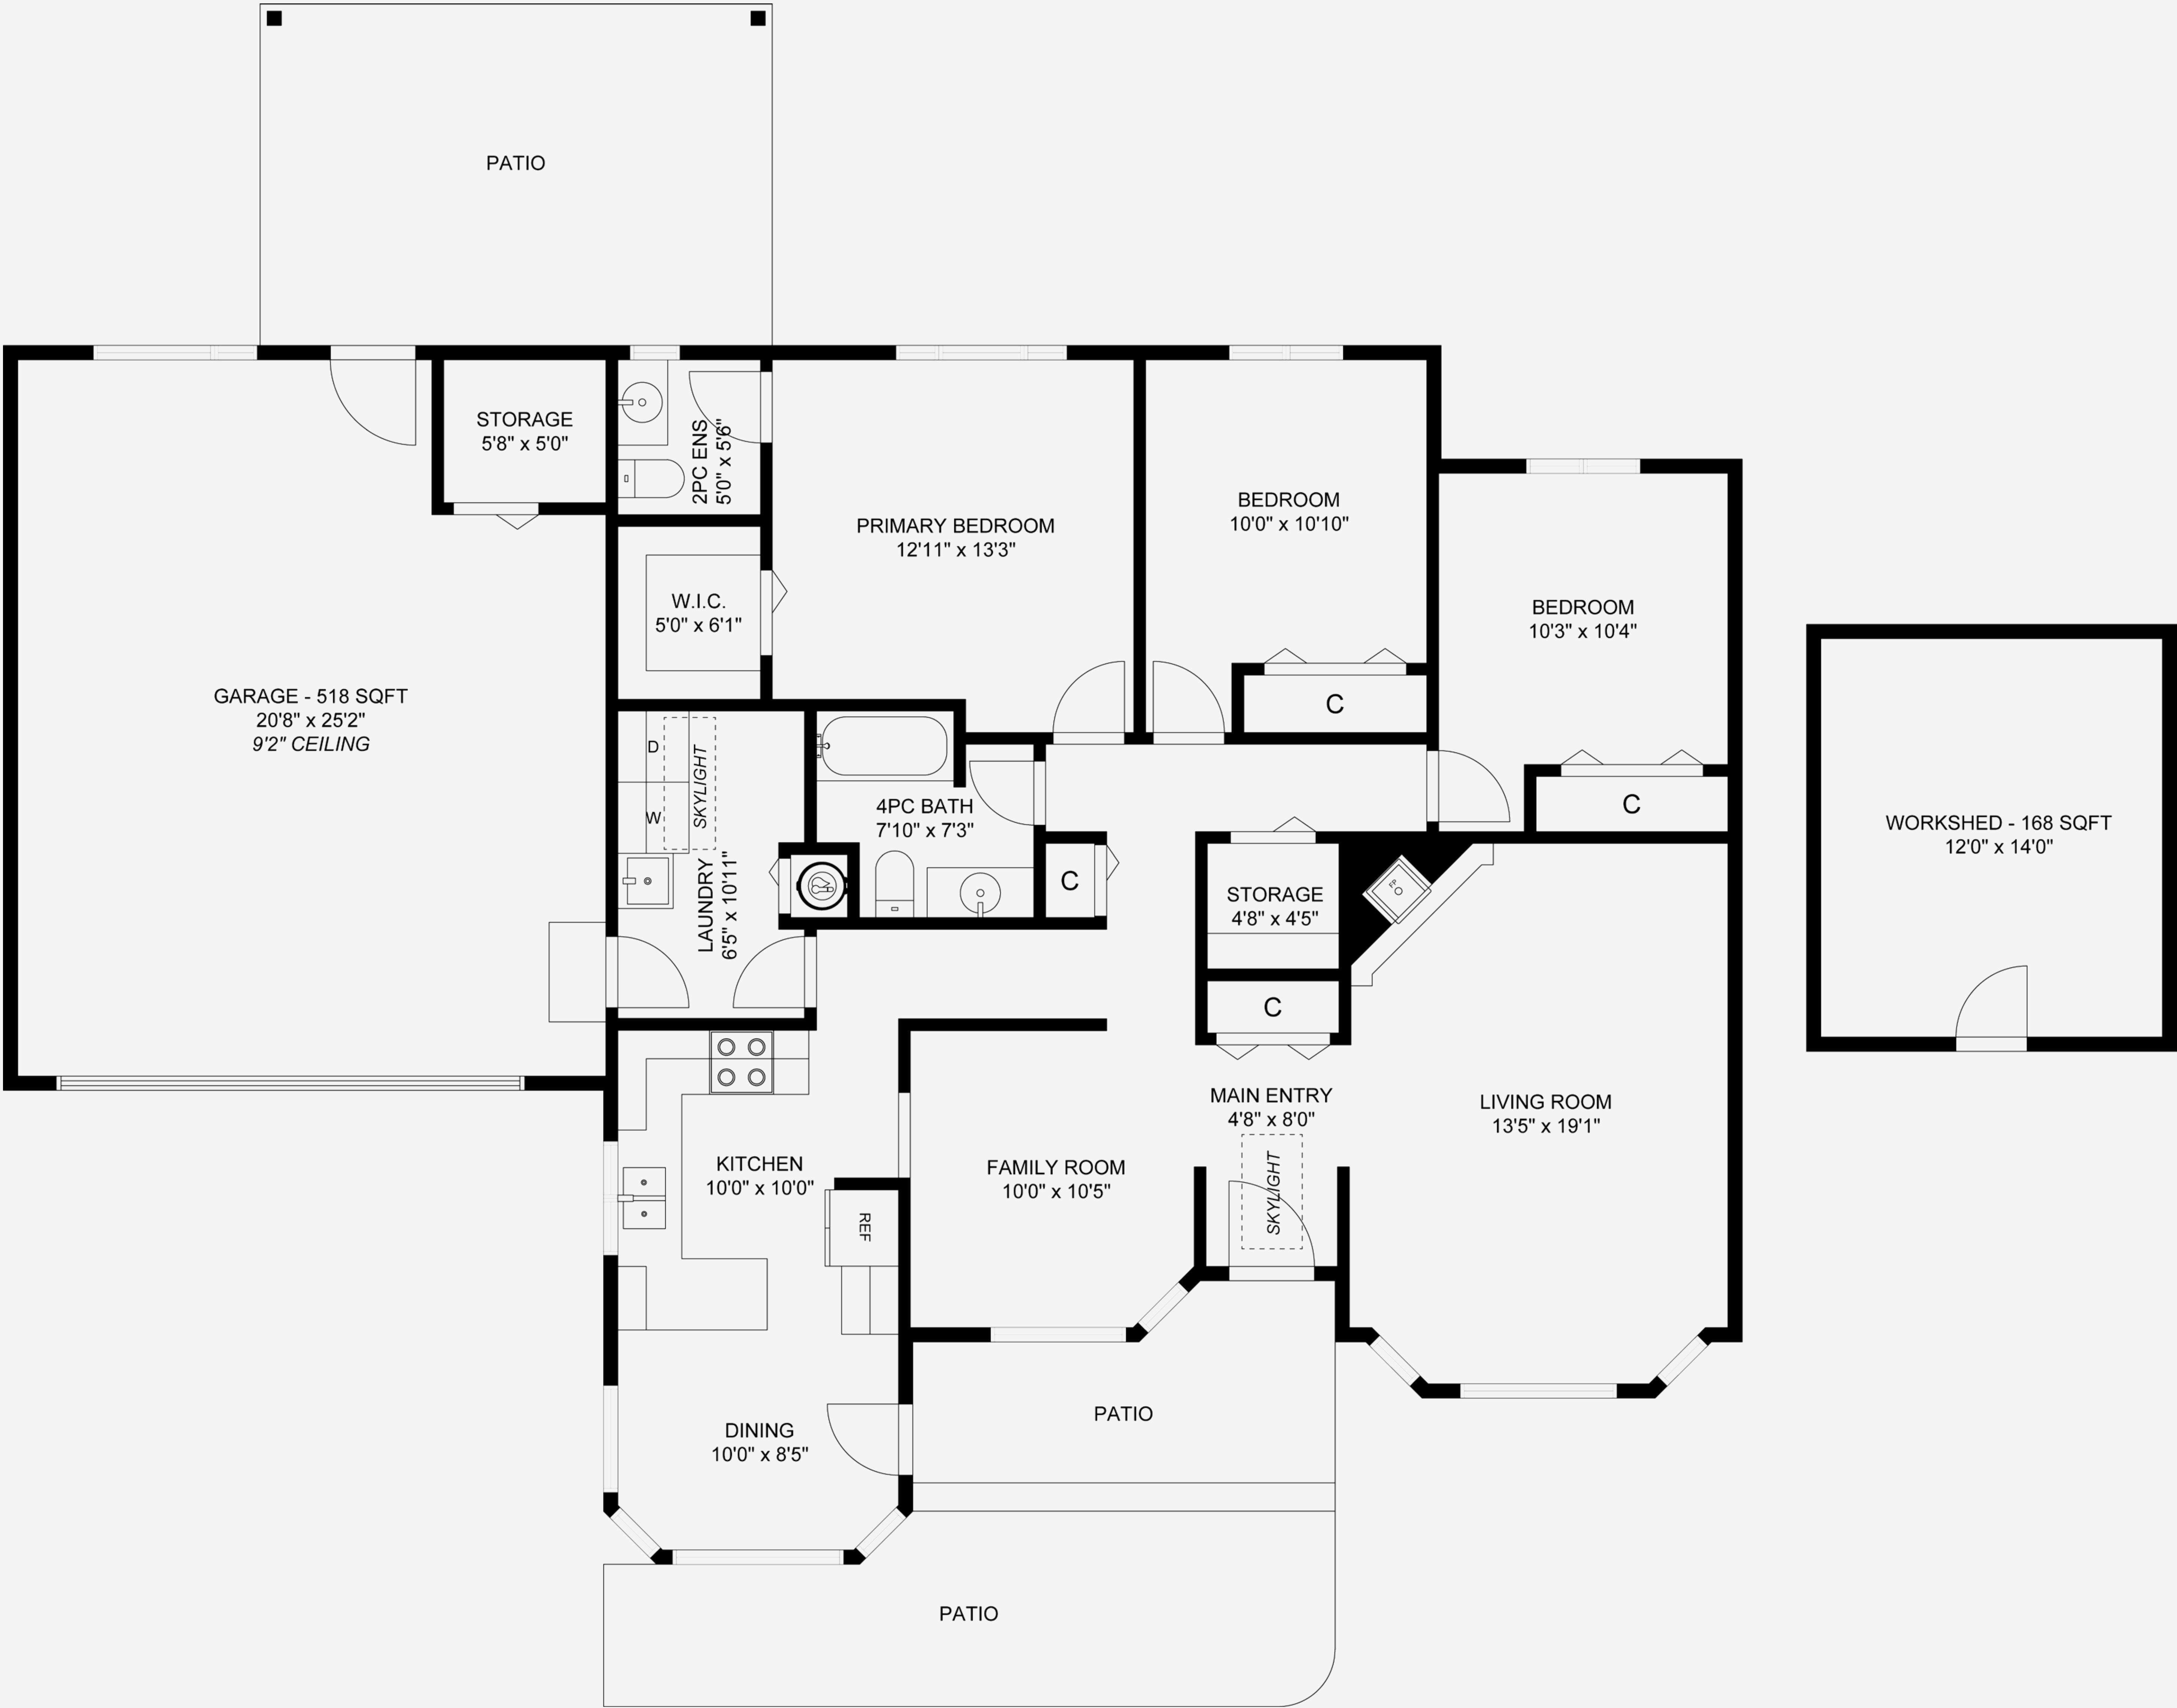 PATIO
STORAGE
5'8" x 5'0"
2PC ENS
5'0" x 5'6"
PRIMARY BEDROOM
12'11" x 13'3"
BEDROOM
10'0" x 10'10"
BEDROOM
10'3" x 10'4"
W.I.C.
5'0" x 6'1"
GARAGE - 518 SQFT
20'8" x 25'2"
9'2" CEILING
C
D
SKYLIGHT
W
LAUNDRY
6'5" x 10'11"
4PC BATH
7'10" x 7'3"
C
C
STORAGE
4'8" x 4'5"
FP
C
WORKSHED - 168 SQFT
12'0" x 14'0"
MAIN ENTRY
4'8" x 8'0"
SKYLIGHT
LIVING ROOM
13'5" x 19'1"
KITCHEN
10'0" x 10'0"
REF
FAMILY ROOM
10'0" x 10'5"
DINING
10'0" x 8'5"
PATIO
PATIO